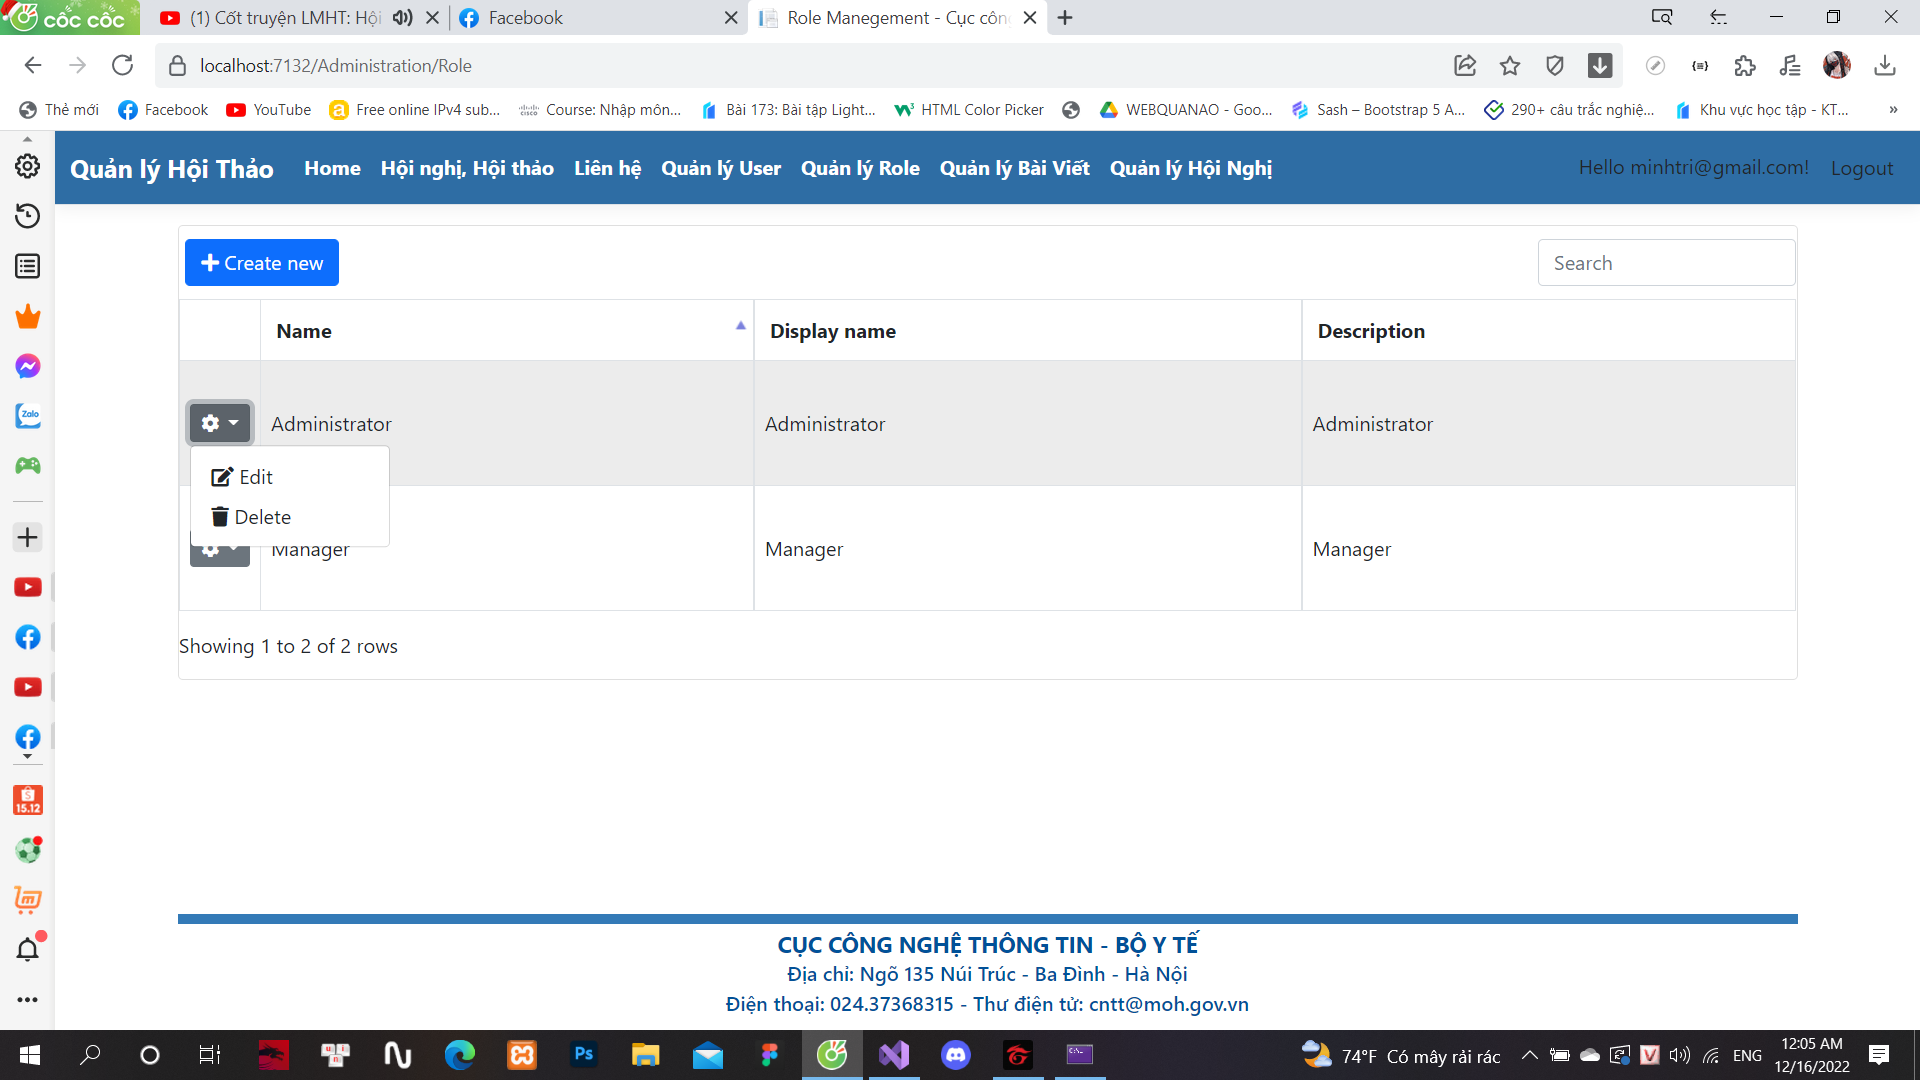 cốc cốc
(1) Cốt truyện LMHT: Hội
Facebook
Role Manegement - Cục côn
localhost:7132/Administration/Role
Thẻ mới
Facebook
YouTube
Free online IPv4 sub...
cisco
Course: Nhập môn...
Bài 173: Bài tập Light...
HTML Color Picker
WEBQUANAO - Goo...
Sash – Bootstrap 5 A...
290+ câu trắc nghiệ...
Khu vực học tập - KT...
»
Quản lý Hội Thảo
Home
Hội nghị, Hội thảo
Liên hệ
Quản lý User
Quản lý Role
Quản lý Bài Viết
Quản lý Hội Nghị
Hello minhtri@gmail.com!
Logout
Create new
Search
Name
Display name
Description
Administrator
Administrator
Administrator
Edit
Delete
Manager
Manager
Manager
Showing 1 to 2 of 2 rows
Zalo
15.12
CỤC CÔNG NGHỆ THÔNG TIN - BỘ Y TẾ
Địa chỉ: Ngõ 135 Núi Trúc - Ba Đình - Hà Nội
Điện thoại: 024.37368315 - Thư điện tử: cntt@moh.gov.vn
Ps
74°F Có mây rải rác
V
ENG
12:05 AM
12/16/2022